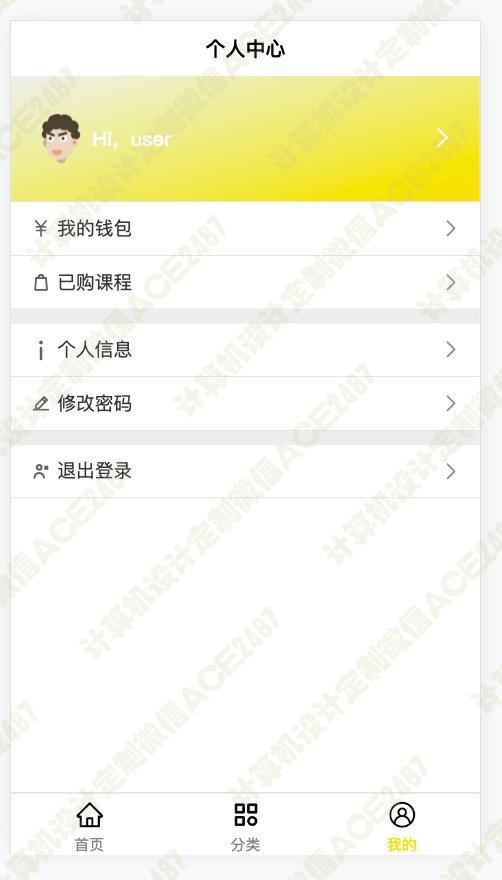 个人中心
Hi, user
¥ 我的钱包
已购课程
个人信息
修改密码
退出登录
首页
分类
我的
计算机设计定制微信ACE2487